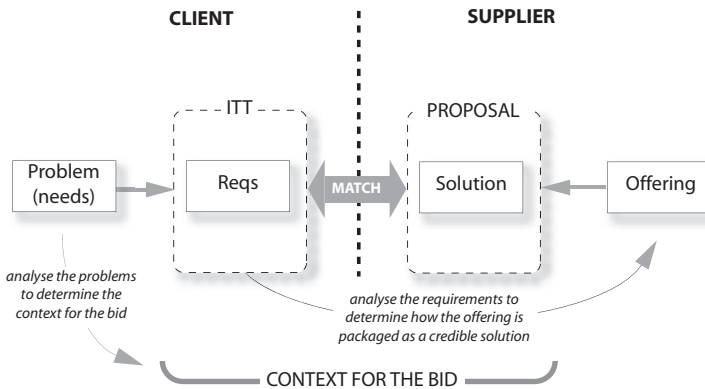 CLIENT
SUPPLIER
ITT
PROPOSAL
Problem
(needs)
Reqs
MATCH
Solution
Offering
analyse the problems
to determine the
context for the bid
analyse the requirements to
determine how the offering is
packaged as a credible solution
CONTEXT FOR THE BID